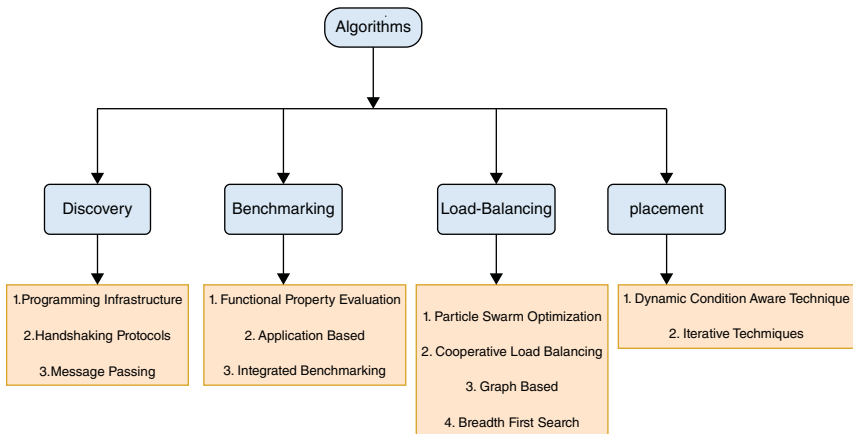 Algorithms
Discovery
Benchmarking
Load-Balancing
placement
1.Programming Infrastructure
2.Handshaking Protocols
3.Message Passing
1. Functional Property Evaluation
2. Application Based
3. Integrated Benchmarking
1. Particle Swarm Optimization
2. Cooperative Load Balancing
3. Graph Based
4. Breadth First Search
1. Dynamic Condition Aware Technique
2. Iterative Techniques